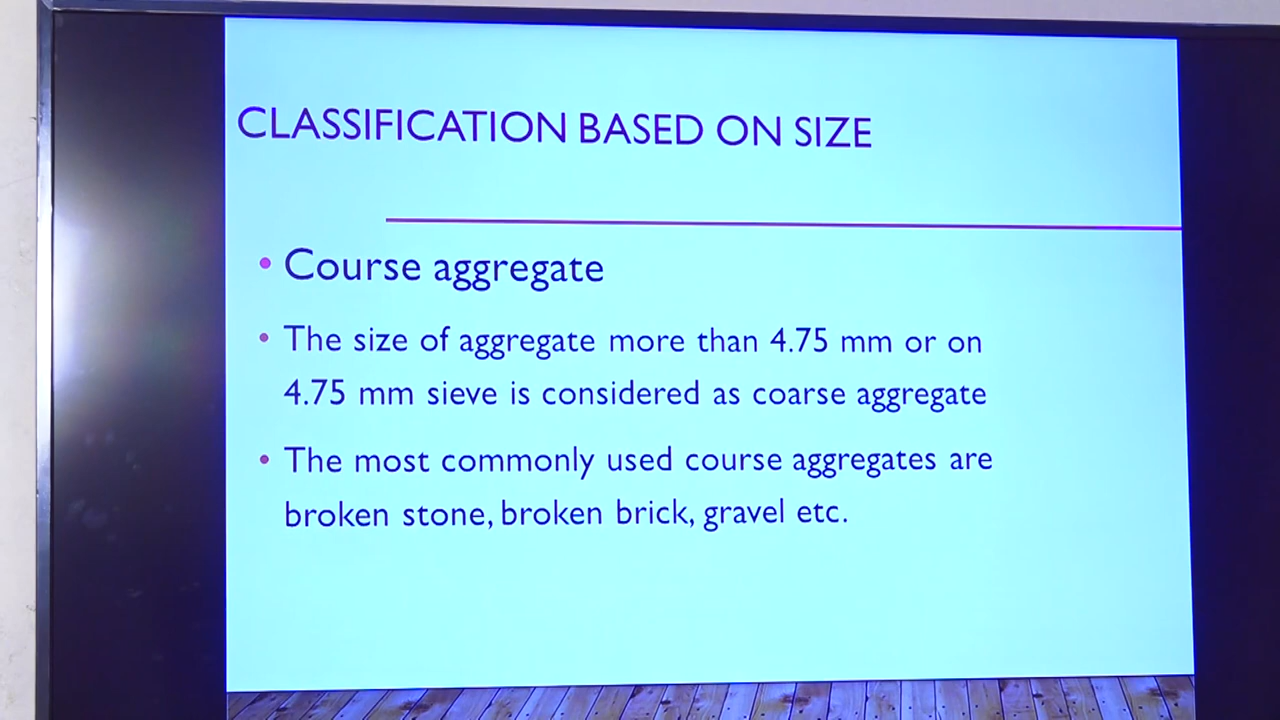 CLASSIFICATION BASED ON SIZE
• Course aggregate
• The size of aggregate more than 4.75 mm or on
4.75 mm sieve is considered as coarse aggregate
• The most commonly used course aggregates are
broken stone, broken brick, gravel etc.